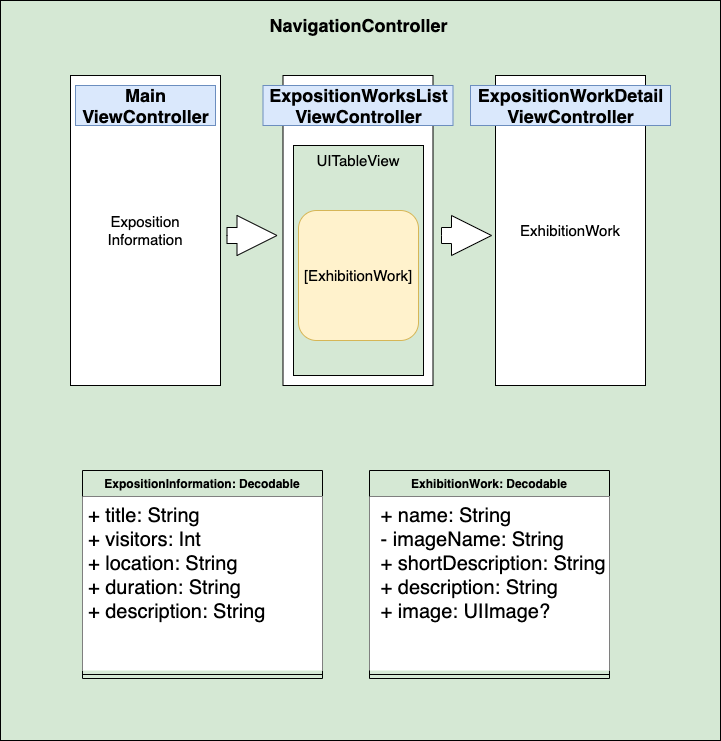 NavigationController
Main
ViewController
Exposition
Information
ExpositionWorksList
ViewController
UITableView
[ExhibitionWork]
ExpositionWorkDetail
ViewController
ExhibitionWork
ExpositionInformation: Decodable
+ title: String
+ visitors: Int
+ location: String
+ duration: String
+ description: String
ExhibitionWork: Decodable
+ name: String
- imageName: String
+ shortDescription: String
+ description: String
+ image: UIImage?